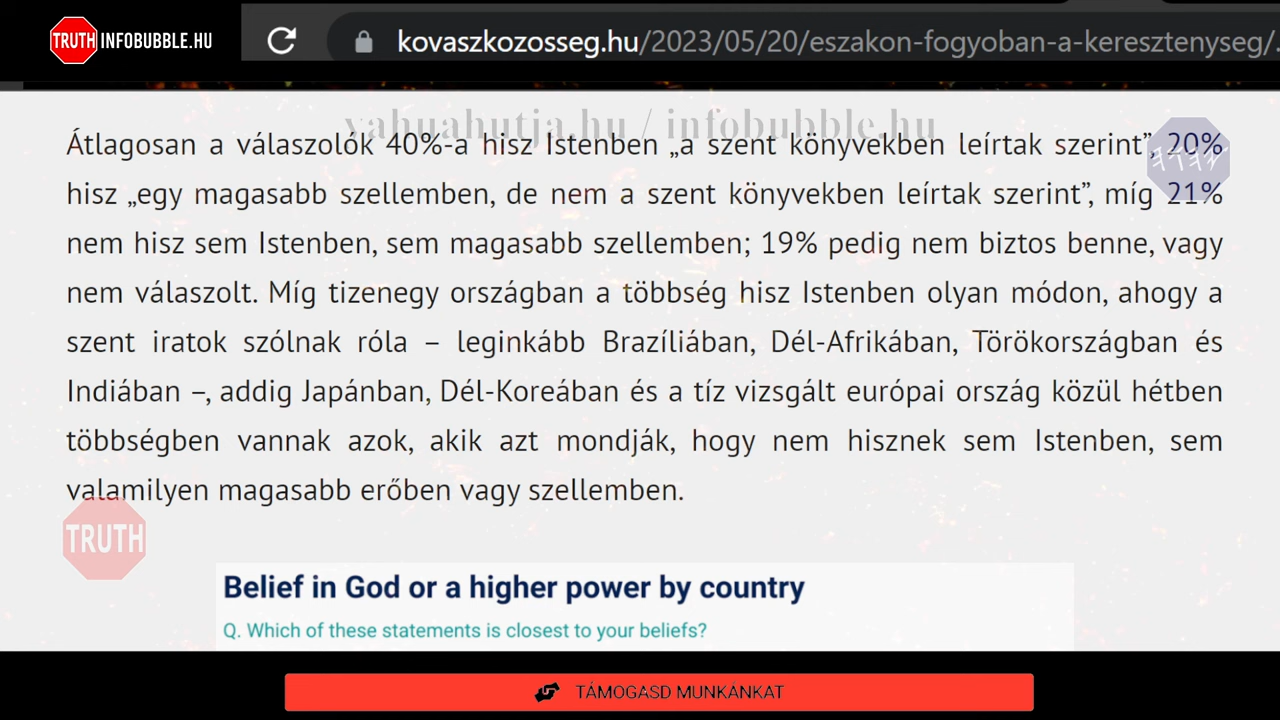 TRUTH INFOBUBBLE.HU
kovaszkozosseg.hu/2023/05/20/eszakon-fogyoban-a-keresztenyseg/.
yahuahutja.hu / infobubble.hu
Átlagosan a válaszolók 40%-a hisz Istenben „a szent könyvekben leírtak szerint”, 20%
hisz „egy magasabb szellemben, de nem a szent könyvekben leírtak szerint”, míg 21%
nem hisz sem Istenben, sem magasabb szellemben; 19% pedig nem biztos benne, vagy
nem válaszolt. Míg tizenegy országban a többség hisz Istenben olyan módon, ahogy a
szent iratok szólnak róla – leginkább Brazíliában, Dél-Afrikában, Törökországban és
Indiában –, addig Japánban, Dél-Koreában és a tíz vizsgált európai ország közül hétben
többségben vannak azok, akik azt mondják, hogy nem hisznek sem Istenben, sem
valamilyen magasabb erőben vagy szellemben.
TRUTH
Belief in God or a higher power by country
Q. Which of these statements is closest to your beliefs?
TÁMOGASD MUNKÁNKAT